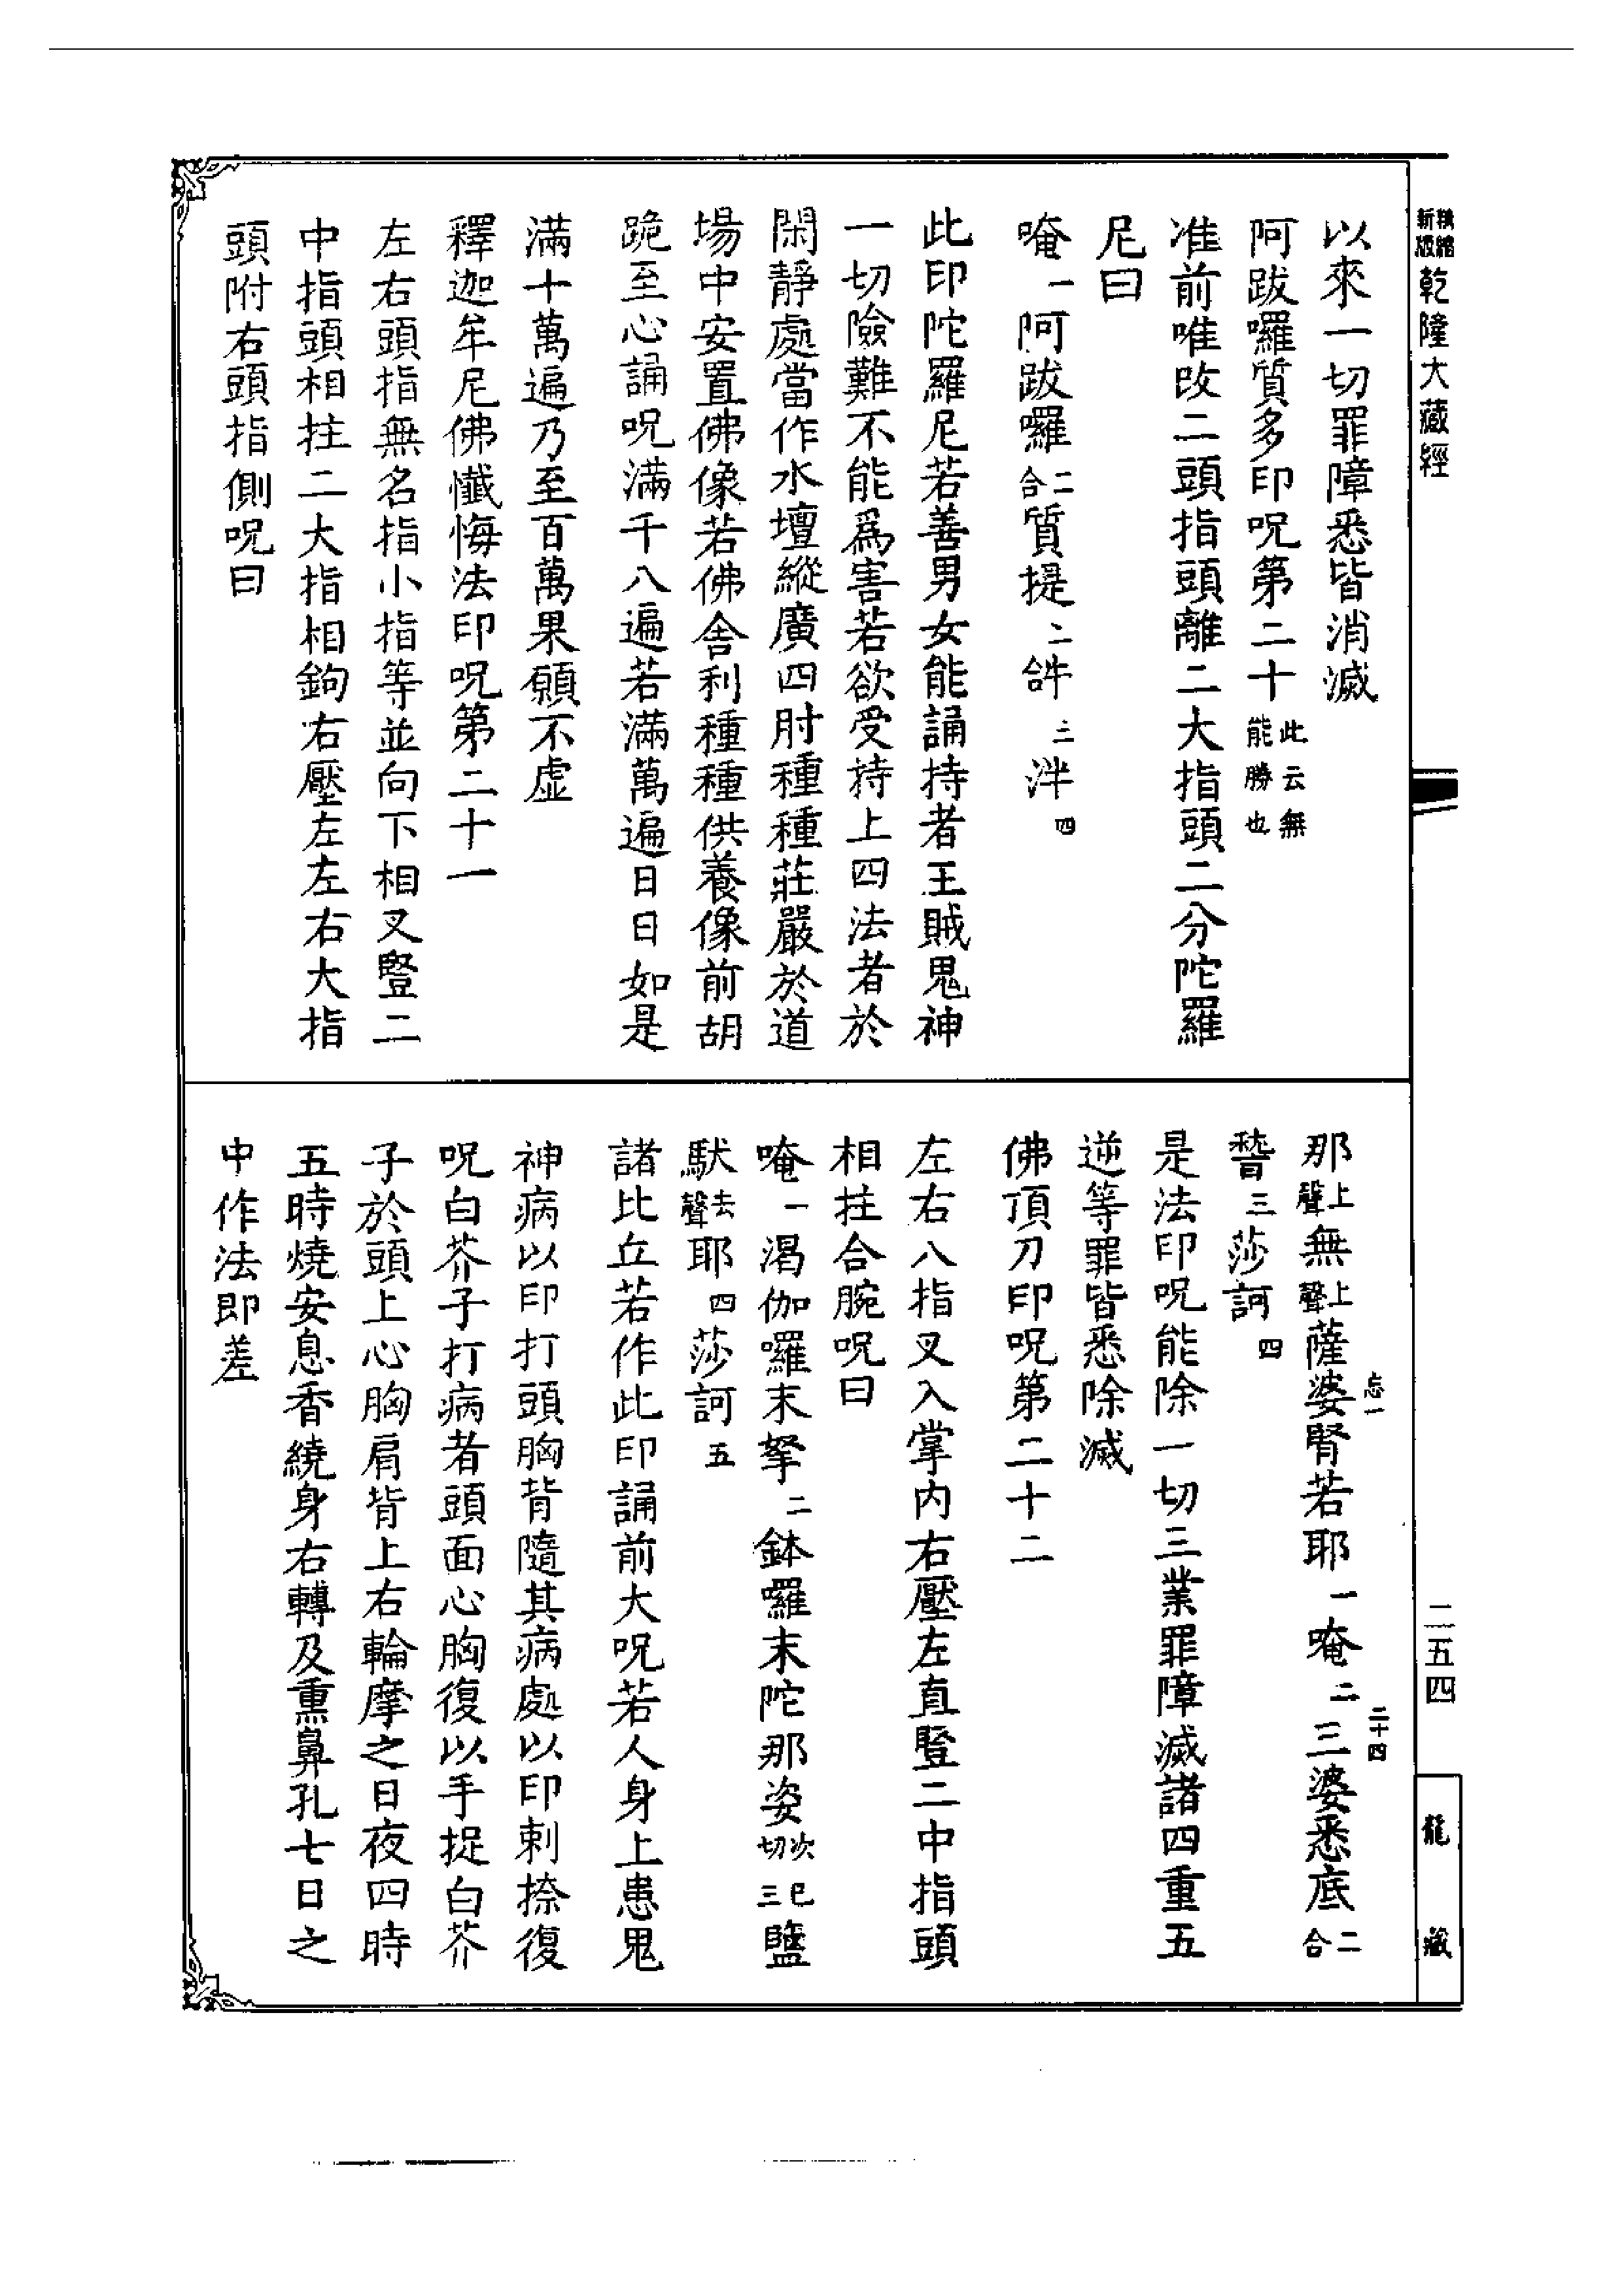 精縮新版乾隆大藏經
以來一切罪障悉皆消滅
阿跋囉質多印呪第二十此云無能勝也
准前唯改二頭指頭離二大指頭二分陀羅
尼曰
唵一阿跋囉二合質提二𤙖三泮四
此印陀羅尼若善男女能誦持者王賊鬼神
一切險難不能爲害若欲受持上四法者於
閑靜處當作水壇縱廣四肘種種莊嚴於道
場中安置佛像若佛舍利種種供養像前胡
跪至心誦呪滿千八遍若滿萬遍日日如是
滿十萬遍乃至百萬果願不虛
釋迦牟尼佛懺悔法印呪第二十一
左右頭指無名指小指等並向下相叉豎二
中指頭相拄二大指相鉤右壓左左右大指
頭附右頭指側呪曰
那上聲無上聲薩婆腎若耶一唵二三婆悉底二合
㗌三莎訶四
是法印呪能除一切三業罪障滅諸四重五
逆等罪皆悉除滅
佛頂刀印呪第二十二
左右八指叉入掌内右壓左直豎二中指頭
相拄合腕呪曰
唵一渴伽囉末拏二鉢囉末陀那姿次巳切三鹽
馱去聲耶四莎訶五
諸比丘若作此印誦前大呪若人身上患鬼
神病以印打頭胸背隨其病處以印剌捺復
呪白芥子打病者頭面心胸復以手捉白芥
子於頭上心胸肩背上右輪摩之日夜四時
五時燒安息香繞身右轉及熏鼻孔七日之
中作法即差
忘一
二十四
二五四
龍藏